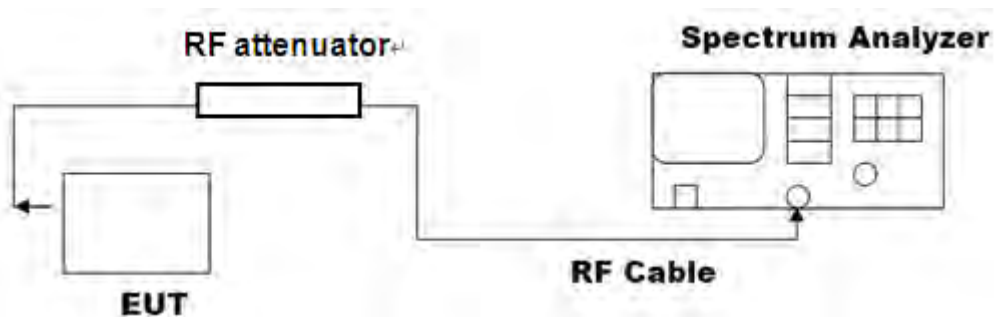 RF attenuator↵
Spectrum Analyzer
RF Cable
EUT